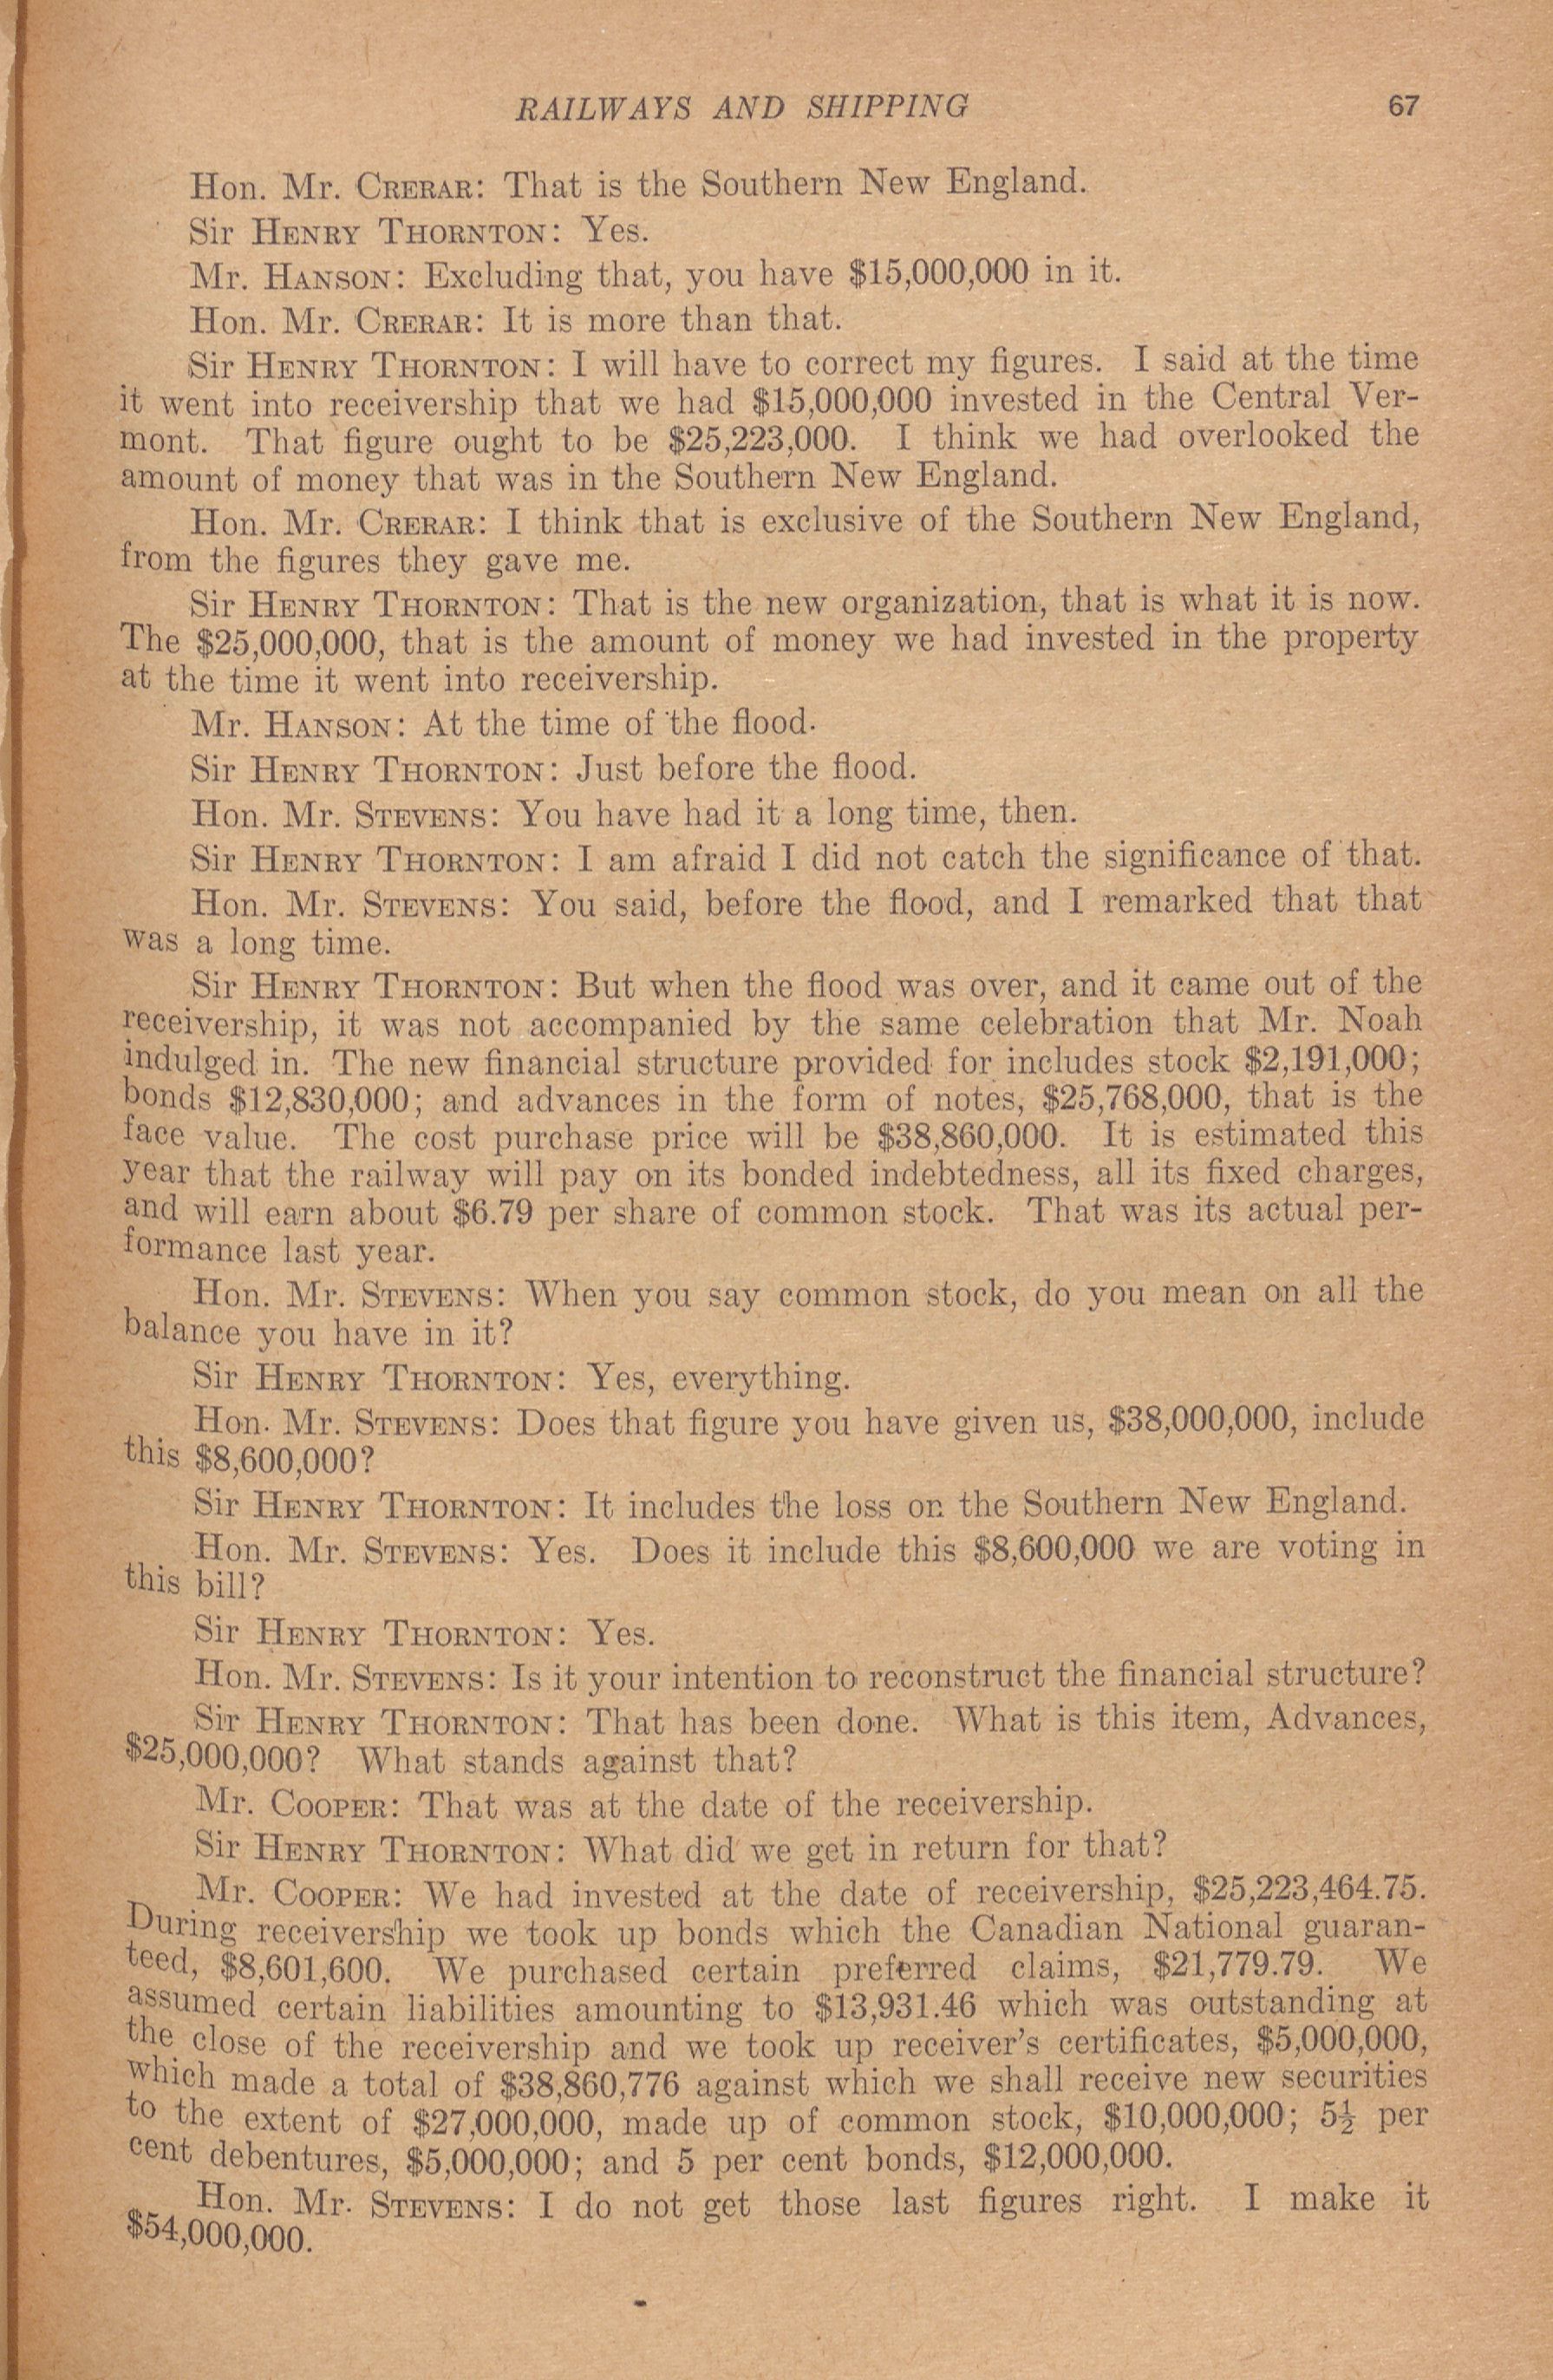 RAILWAYS AND SHIPPING 67
Hon. Mr. CRERAR: That is the Southern New England.
Sir HENRY THORNTON: Yes.
Mr. HANSON: Excluding that, you have $15,000,000 in it.
Hon. Mr. CRERAR: It is more than that.
Sir HENRY THORNTON: I will have to correct my figures. I said at the time
it went into receivership that we had $15,000,000 invested in the Central Ver-
mont. That figure ought to be $25,223,000. I think we had overlooked the
amount of money that was in the Southern New England.
Hon. Mr. CRERAR: I think that is exclusive of the Southern New England,
from the figures they gave me.
Sir HENRY THORNTON: That is the new organization, that is what it is now.
The $25,000,000, that is the amount of money we had invested in the property
at the time it went into receivership.
Mr. HANSON: At the time of the flood.
Sir HENRY THORNTON: Just before the flood.
Hon. Mr. STEVENS: You have had it a long time, then.
Sir HENRY THORNTON: I am afraid I did not catch the significance of that.
Hon. Mr. STEVENS: You said, before the flood, and I remarked that that
was a long time.
Sir HENRY THORNTON: But when the flood was over, and it came out of the
receivership, it was not accompanied by the same celebration that Mr. Noah
indulged in. The new financial structure provided for includes stock $2,191,000;
bonds $12,830,000; and advances in the form of notes, $25,768,000, that is the
face value. The cost purchase price will be $38,860,000. It is estimated this
year that the railway will pay on its bonded indebtedness, all its fixed charges,
and will earn about $6.79 per share of common stock. That was its actual per-
formance last year.
Hon. Mr. STEVENS: When you say common stock, do you mean on all the
balance you have in it?
Sir HENRY THORNTON: Yes, everything.
Hon. Mr. STEVENS: Does that figure you have given us, $38,000,000, include
this $8,600,000?
Sir HENRY THORNTON: It includes the loss on the Southern New England.
Hon. Mr. STEVENS: Yes. Does it include this $8,600,000 we are voting in
this bill?
Sir HENRY THORNTON: Yes.
Hon. Mr. STEVENS: Is it your intention to reconstruct the financial structure?
Sir HENRY THORNTON: That has been done. What is this item, Advances,
$25,000,000? What stands against that?
Mr. COOPER: That was at the date of the receivership.
Sir HENRY THORNTON: What did we get in return for that?
Mr. COOPER: We had invested at the date of receivership, $25,223,464.75.
During receivership we took up bonds which the Canadian National guaran-
teed, $8,601,600. We purchased certain preferred claims, $21,779.79. We
assumed certain liabilities amounting to $13,931.46 which was outstanding at
the close of the receivership and we took up receiver's certificates, $5,000,000,
which made a total of $38,860,776 against which we shall receive new securities
to the extent of $27,000,000, made up of common stock, $10,000,000; 5½ per
cent debentures, $5,000,000; and 5 per cent bonds, $12,000,000.
Hon. Mr. STEVENS: I do not get those last figures right. I make it
$54,000,000.